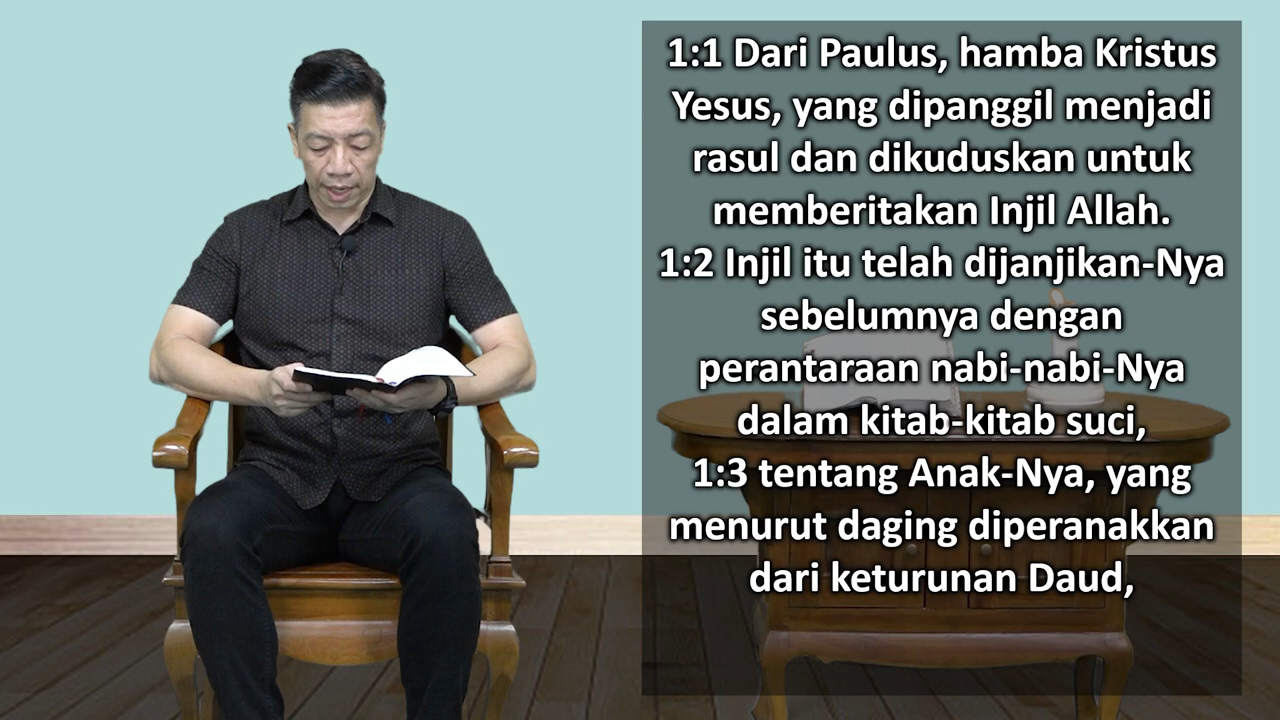 1:1 Dari Paulus, hamba Kristus
Yesus, yang dipanggil menjadi
rasul dan dikuduskan untuk
memberitakan Injil Allah.
1:2 Injil itu telah dijanjikan-Nya
sebelumnya dengan
perantaraan nabi-nabi-Nya
dalam kitab-kitab suci,
1:3 tentang Anak-Nya, yang
menurut daging diperanakkan
dari keturunan Daud,